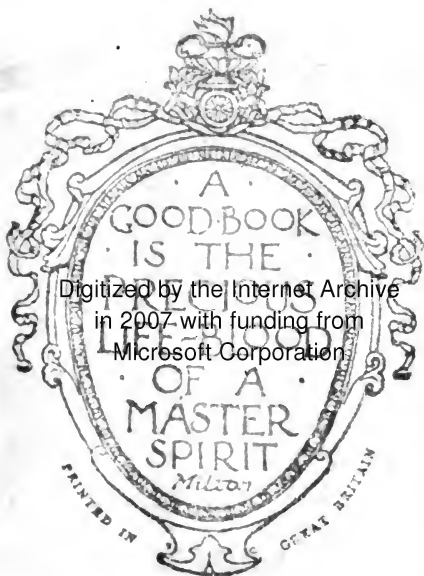 · A ·
GOOD·BOOK
· IS THE ·
PRECIOUS
LIFE-BLOOD
· OF A ·
MASTER
SPIRIT
Milton
PRINTED IN GREAT BRITAIN
Digitized by the Internet Archive
in 2007 with funding from
Microsoft Corporation